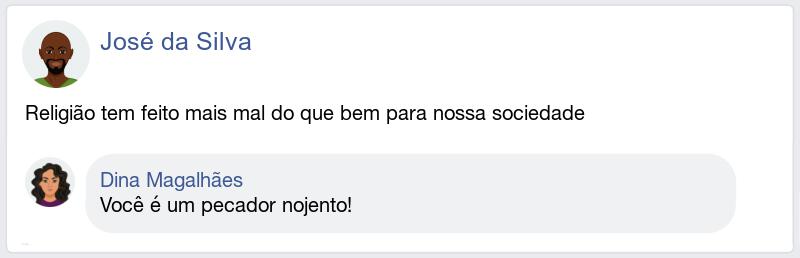 José da Silva
Religião tem feito mais mal do que bem para nossa sociedade
Dina Magalhães
Você é um pecador nojento!